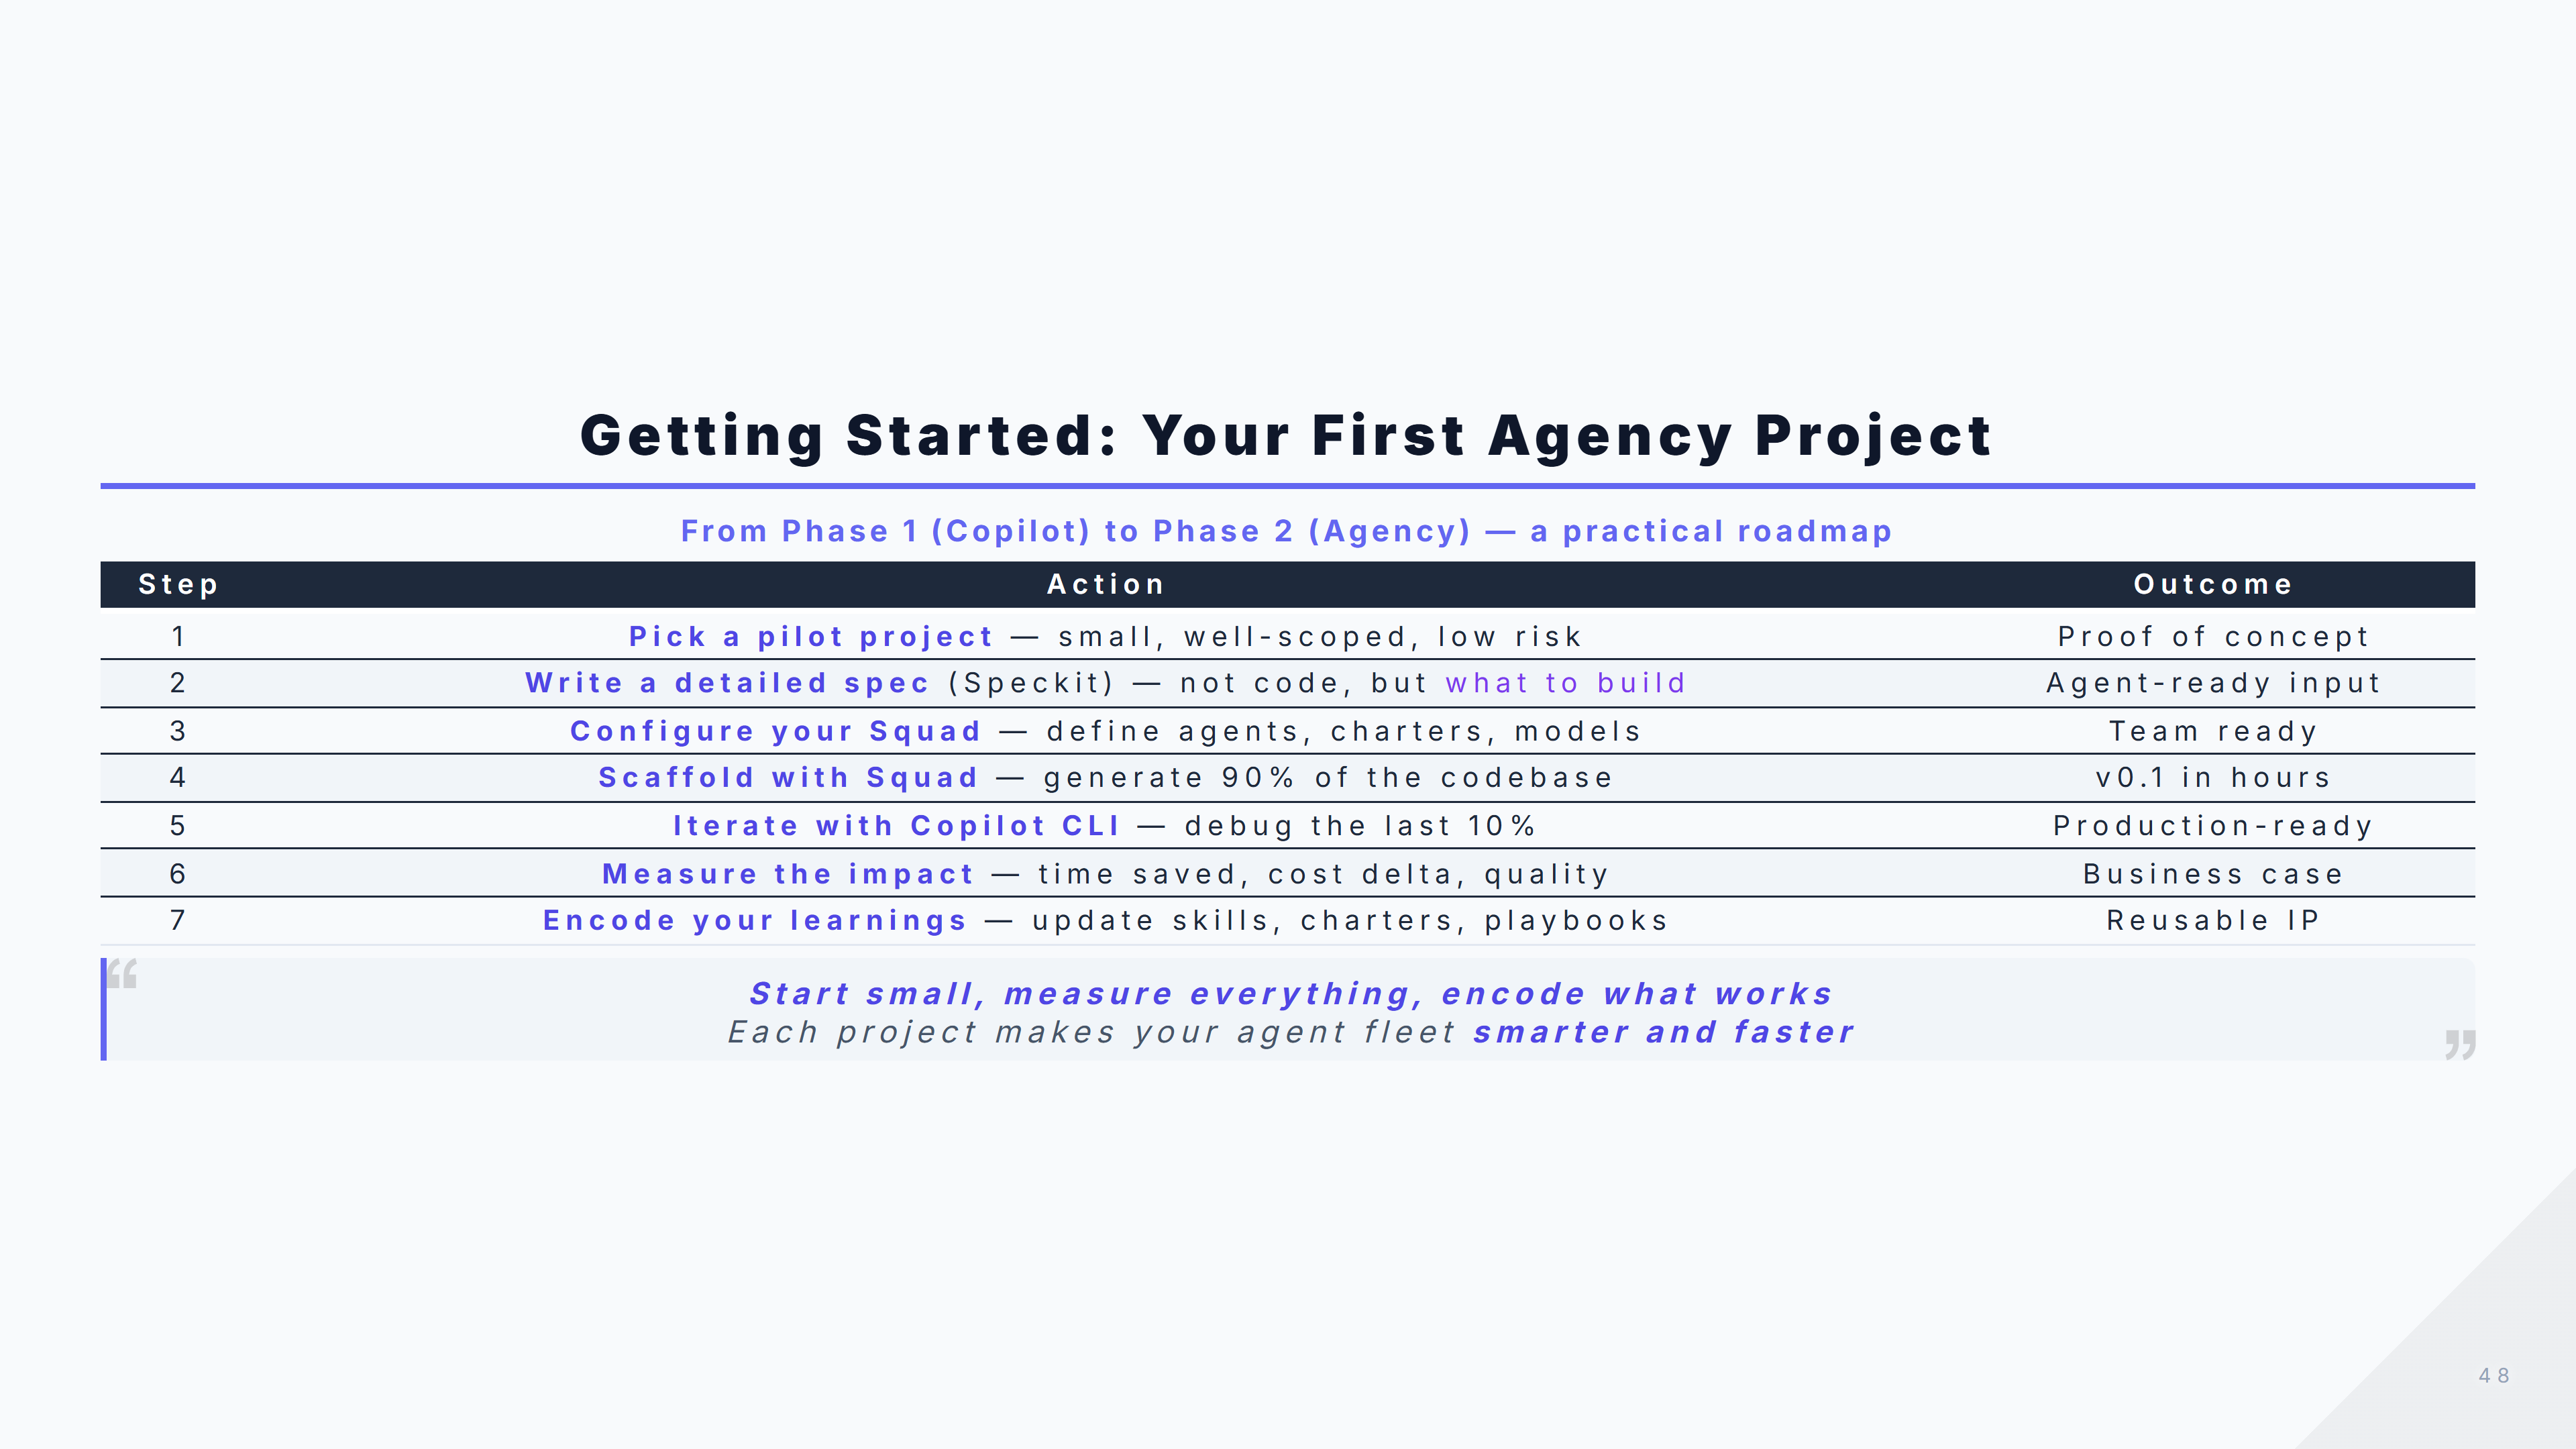 Getting Started: Your First Agency Project
From Phase 1 (Copilot) to Phase 2 (Agency) — a practical roadmap
Step Action Outcome
1 Pick a pilot project — small, well-scoped, low risk Proof of concept
2 Write a detailed spec (Speckit) — not code, but what to build Agent-ready input
3 Configure your Squad — define agents, charters, models Team ready
4 Scaffold with Squad — generate 90% of the codebase v0.1 in hours
5 Iterate with Copilot CLI — debug the last 10% Production-ready
6 Measure the impact — time saved, cost delta, quality Business case
7 Encode your learnings — update skills, charters, playbooks Reusable IP
“
Start small, measure everything, encode what works
Each project makes your agent fleet smarter and faster
”
48